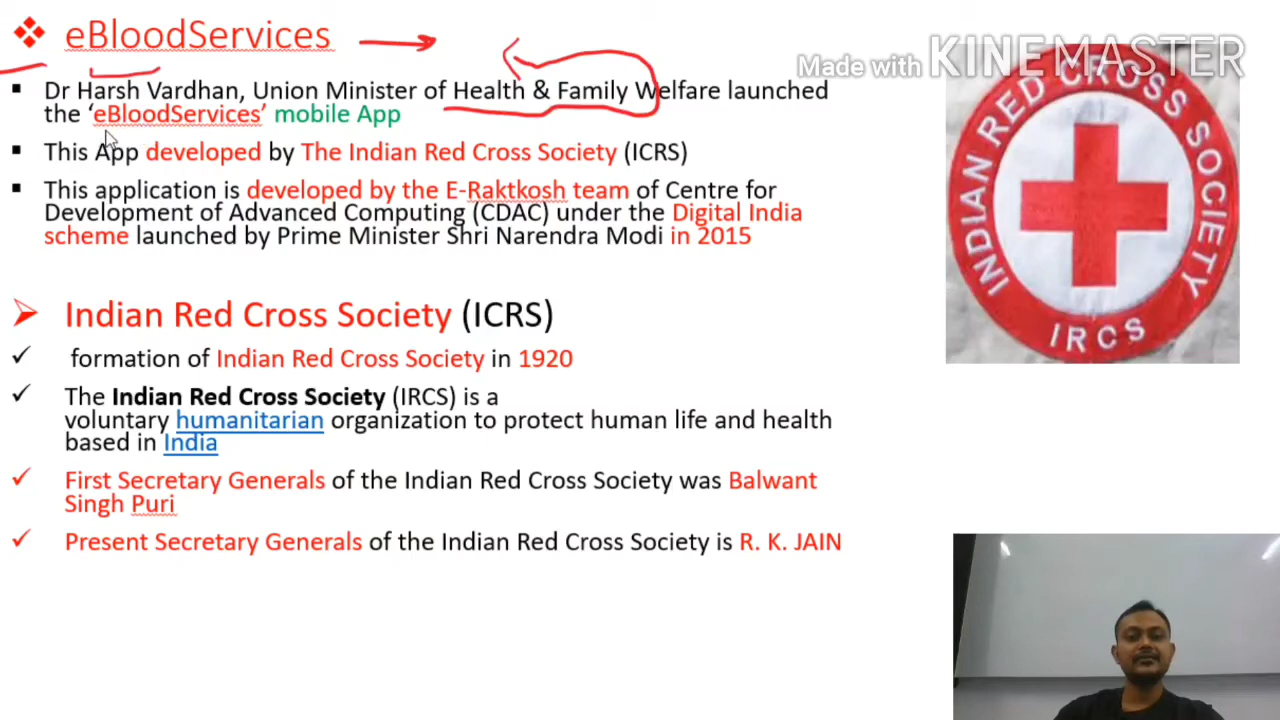 eBloodServices
Made with KINEMASTER
Dr Harsh Vardhan, Union Minister of Health & Family Welfare launched
the ‘eBloodServices’ mobile App
This App developed by The Indian Red Cross Society (ICRS)
This application is developed by the E-Raktkosh team of Centre for
Development of Advanced Computing (CDAC) under the Digital India
scheme launched by Prime Minister Shri Narendra Modi in 2015
INDIAN RED CROSS SOCIETY
IRCS
Indian Red Cross Society (ICRS)
formation of Indian Red Cross Society in 1920
The Indian Red Cross Society (IRCS) is a
voluntary humanitarian organization to protect human life and health
based in India
First Secretary Generals of the Indian Red Cross Society was Balwant
Singh Puri
Present Secretary Generals of the Indian Red Cross Society is R. K. JAIN